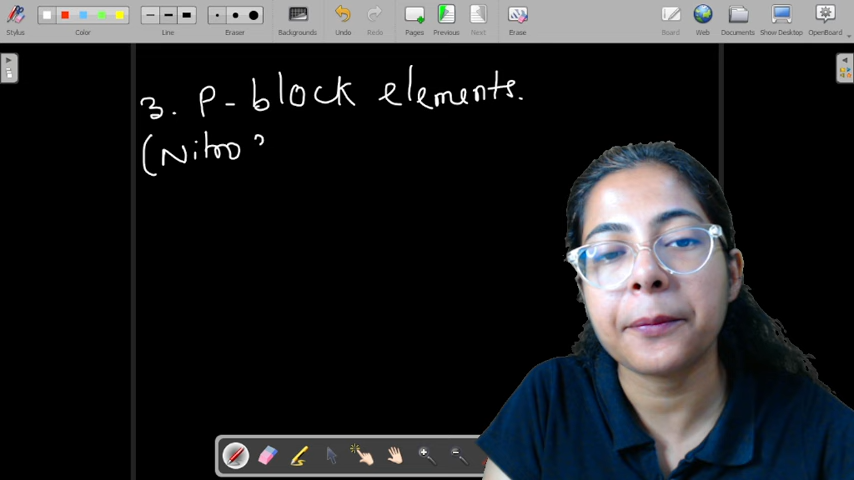 Stylus
Color
Line
Eraser
Backgrounds
Undo
Redo
Pages
Previous
Next
Erase
Board
Web
Documents
Show Desktop
OpenBoard
3. P-block elements.
(Nitro